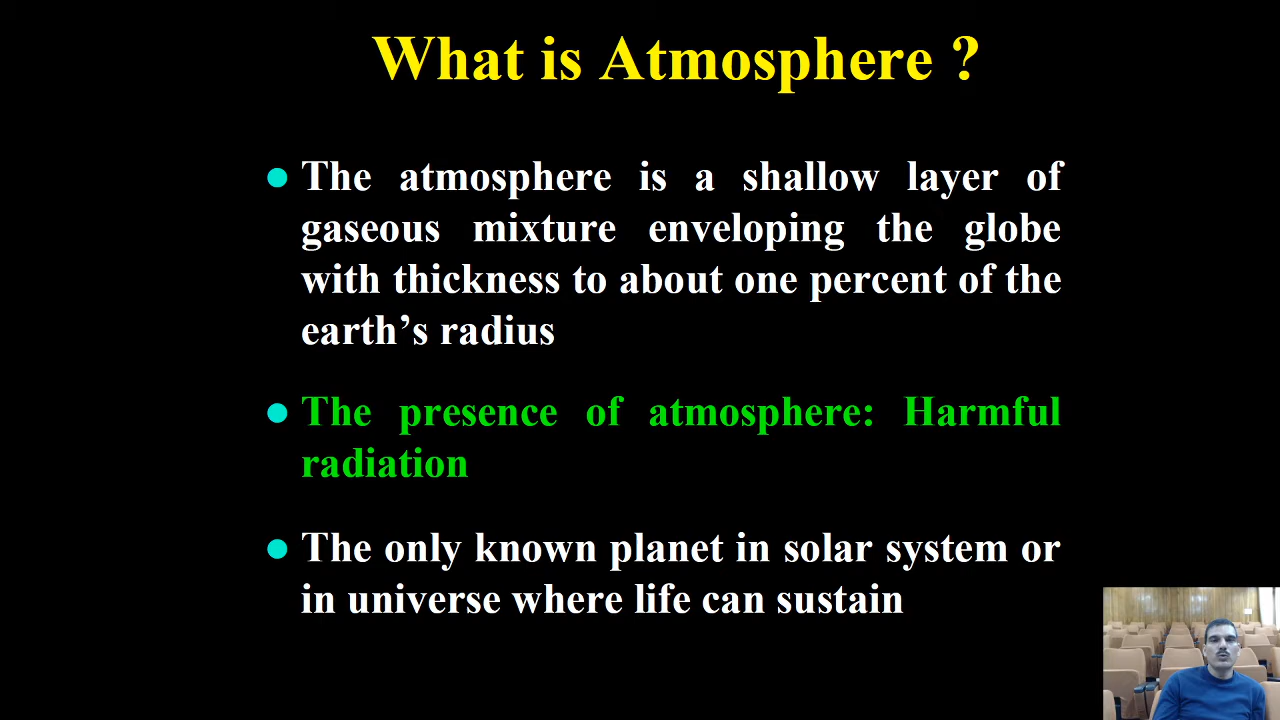 What is Atmosphere ?
The atmosphere is a shallow layer of
gaseous mixture enveloping the globe
with thickness to about one percent of the
earth’s radius
The presence of atmosphere: Harmful
radiation
The only known planet in solar system or
in universe where life can sustain